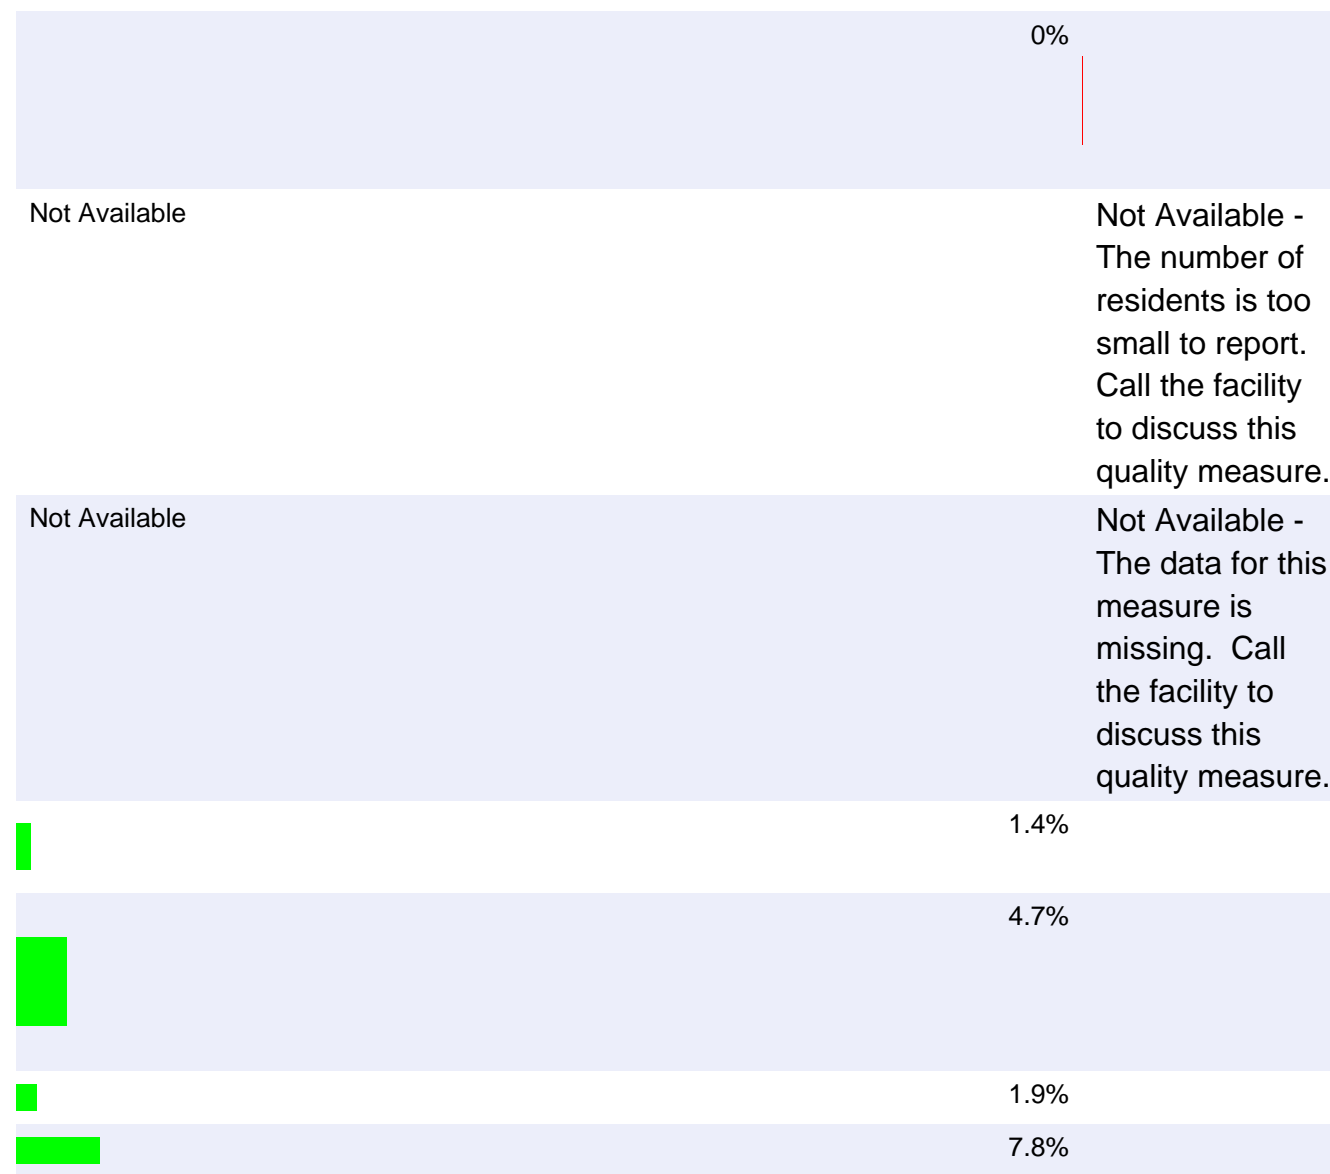 0%
Not Available
Not Available -
The number of
residents is too
small to report.
Call the facility
to discuss this
quality measure.
Not Available
Not Available -
The data for this
measure is
missing.  Call
the facility to
discuss this
quality measure.
1.4%
4.7%
1.9%
7.8%